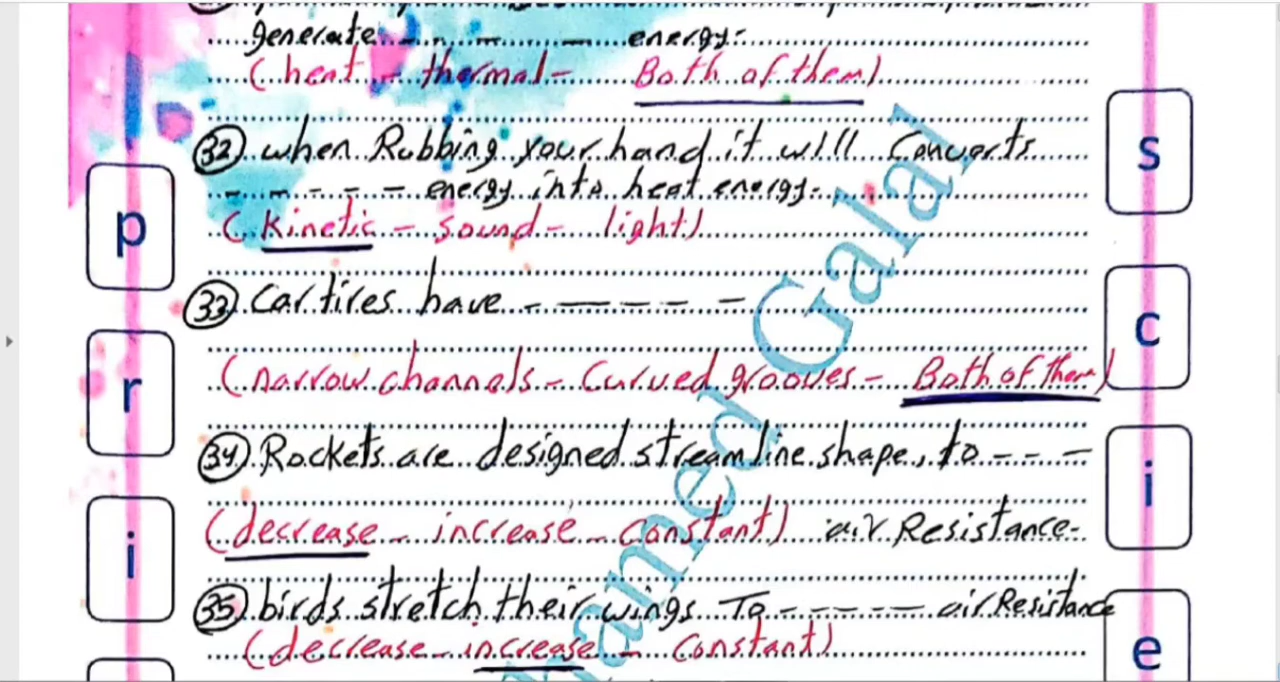 generate - - - - - energy.
(heat - thermal - Both of them)
32 when Rubbing your hand it will Converts
- - - - - energy into heat energy.
(Kinetic - sound - light)
33 Car tires have - - - - - -
(narrow channels - Curved grooves - Both of them)
34 Rockets are designed streamline shape, to - - -
(decrease - increase - constant) air Resistance.
35 birds stretch their wings To - - - - - air Resistance
(decrease - increase - constant)
p
r
i
s
c
i
e
amed Galal